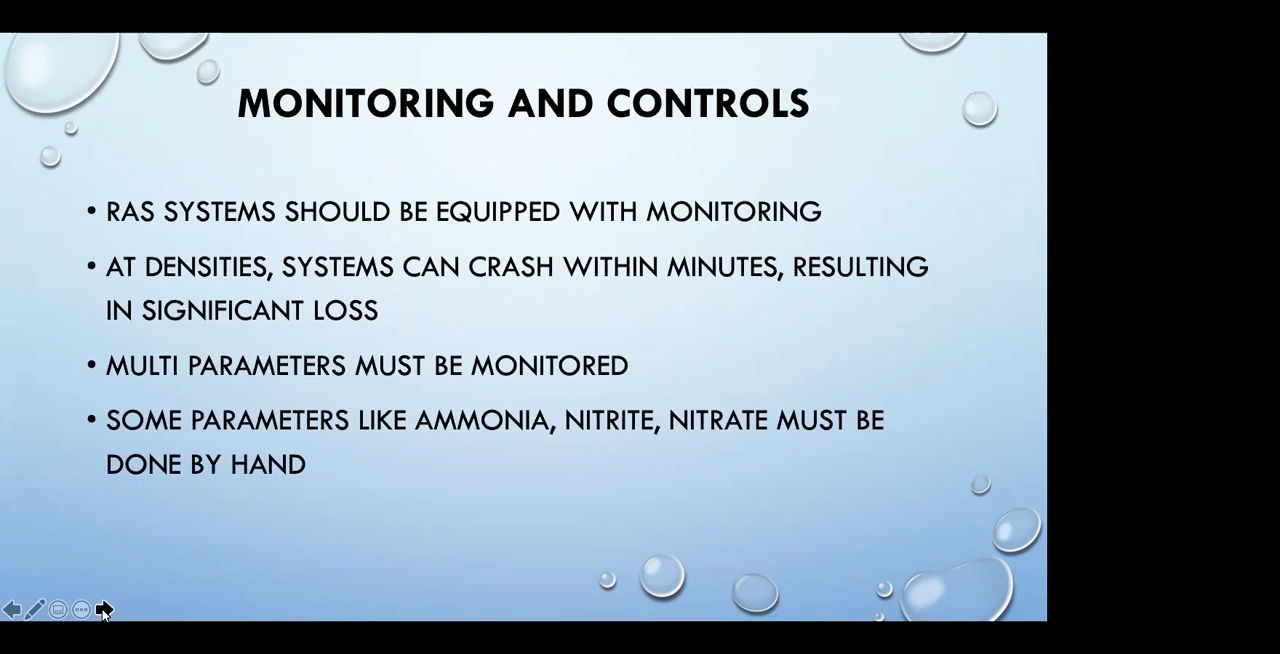 MONITORING AND CONTROLS
• RAS SYSTEMS SHOULD BE EQUIPPED WITH MONITORING
• AT DENSITIES, SYSTEMS CAN CRASH WITHIN MINUTES, RESULTING
IN SIGNIFICANT LOSS
• MULTI PARAMETERS MUST BE MONITORED
• SOME PARAMETERS LIKE AMMONIA, NITRITE, NITRATE MUST BE
DONE BY HAND